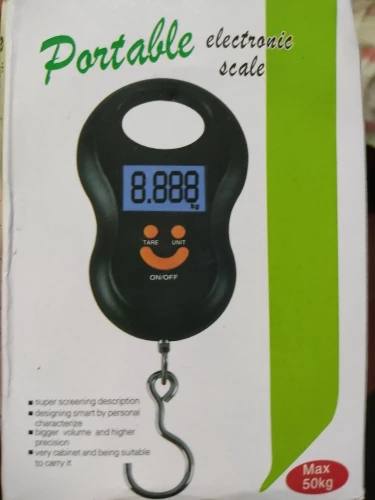 Portable electronic
scale
8.888
kg
TARE UNIT
ON/OFF
super screening description
designing smart by personal
characterize
bigger volume and higher
precision
very cabinet and being suitable
to carry it
Max
50kg